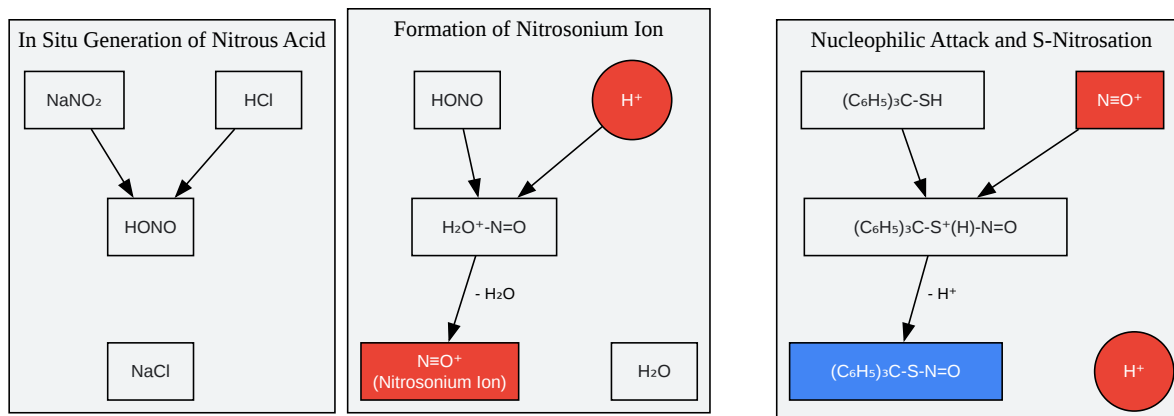 In Situ Generation of Nitrous Acid
NaNO₂
HCl
HONO
NaCl
Formation of Nitrosonium Ion
HONO
H⁺
H₂O⁺-N=O
- H₂O
N≡O⁺
(Nitrosonium Ion)
H₂O
Nucleophilic Attack and S-Nitrosation
(C₆H₅)₃C-SH
N≡O⁺
(C₆H₅)₃C-S⁺(H)-N=O
- H⁺
(C₆H₅)₃C-S-N=O
H⁺